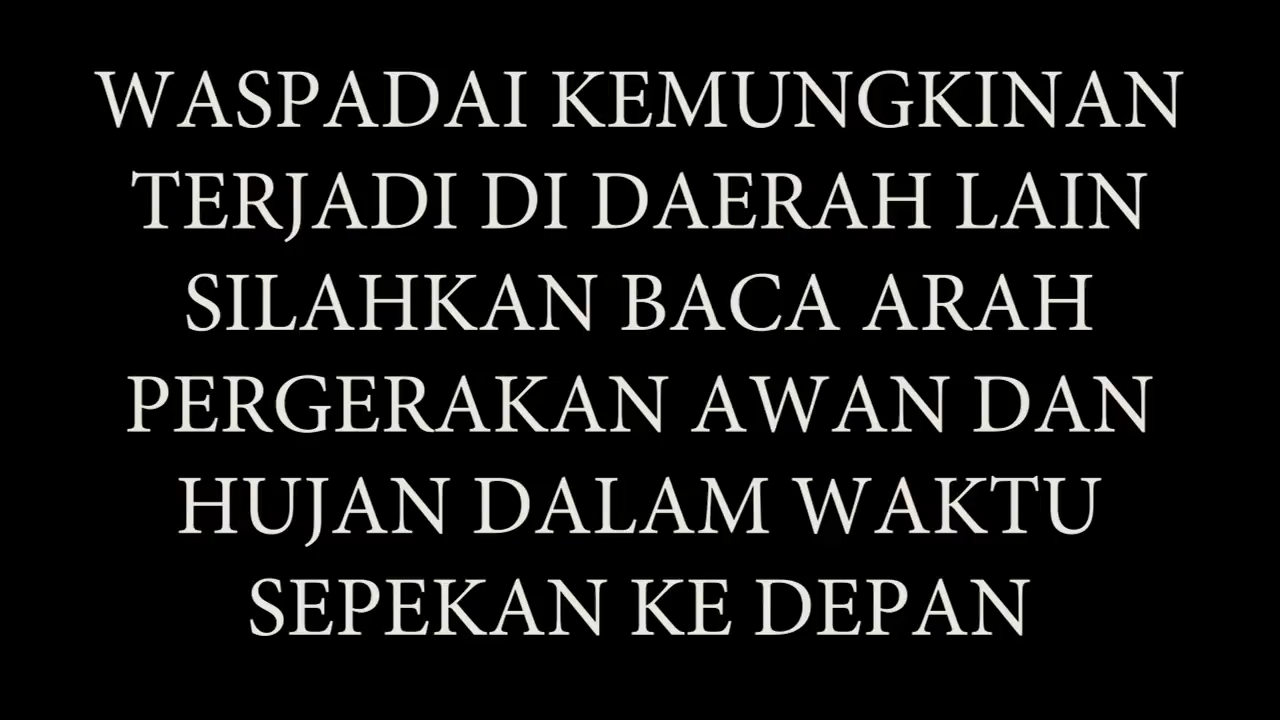 WASPADAI KEMUNGKINAN
TERJADI DI DAERAH LAIN
SILAHKAN BACA ARAH
PERGERAKAN AWAN DAN
HUJAN DALAM WAKTU
SEPEKAN KE DEPAN